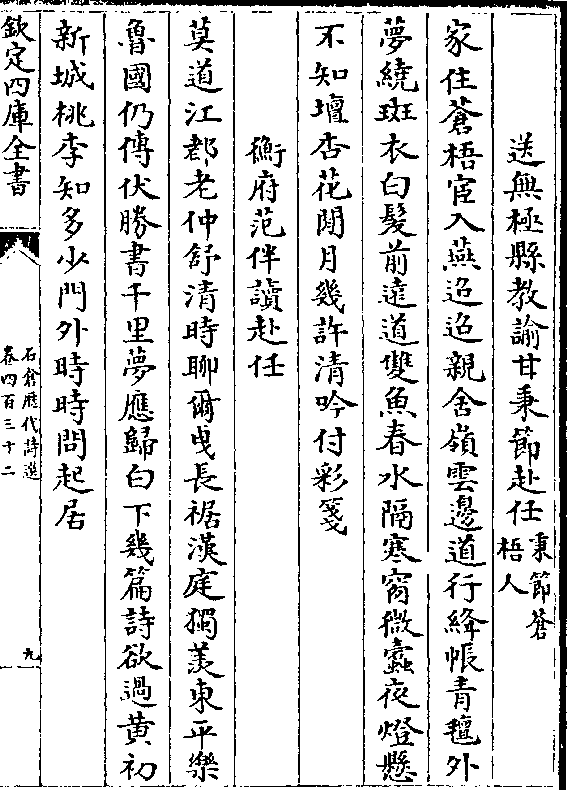 送無極縣教諭甘秉節赴任秉節蒼梧人
家住蒼梧宦入燕迢迢親舍嶺雲邊道行絳帳青氊外
夢繞斑衣白髮前遠道雙魚春水隔寒窗微蠧夜燈懸
不知壇杏花開月幾許清吟付彩箋
衡府范伴讀赴任
莫道江都老仲舒清時聊爾曳長裾漢庭獨羡東平樂
魯國仍傳伏勝書千里夢應歸白下幾篇詩欲過黄初
新城桃李知多少門外時時問起居
欽定四庫全書
石倉歴代詩選
卷四百三十二
九